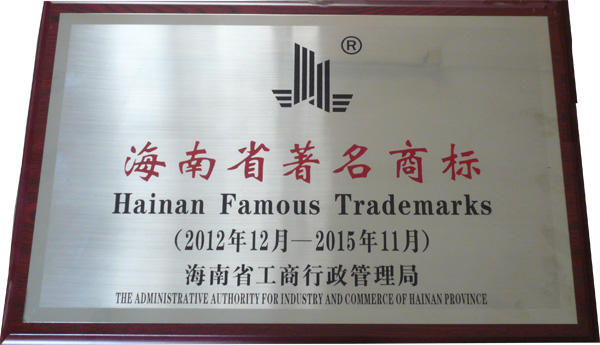 ®
海南省著名商标
Hainan Famous Trademarks
(2012年12月—2015年11月)
海南省工商行政管理局
THE ADMINISTRATIVE AUTHORITY FOR INDUSTRY AND COMMERCE OF HAINAN PROVINCE